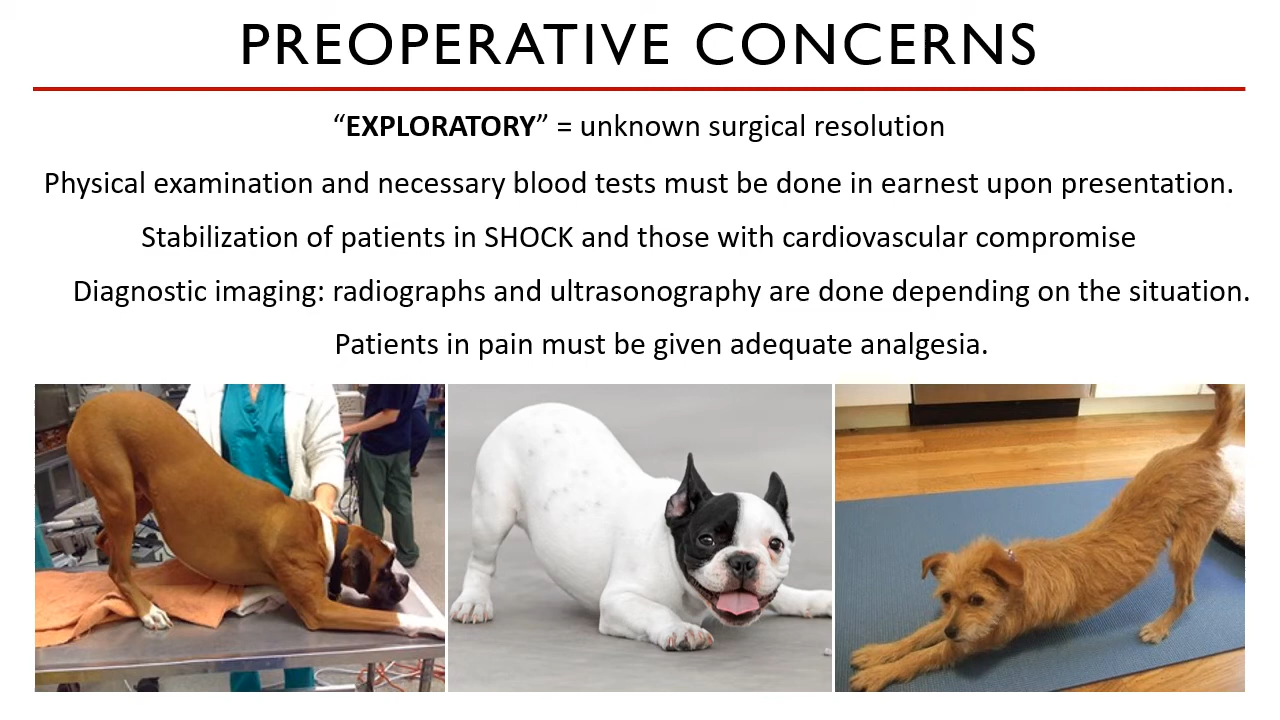 PREOPERATIVE CONCERNS
“EXPLORATORY” = unknown surgical resolution
Physical examination and necessary blood tests must be done in earnest upon presentation.
Stabilization of patients in SHOCK and those with cardiovascular compromise
Diagnostic imaging: radiographs and ultrasonography are done depending on the situation.
Patients in pain must be given adequate analgesia.